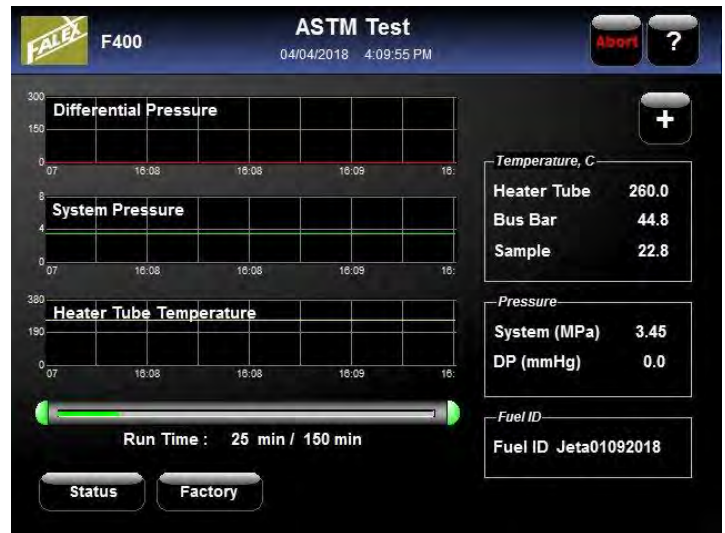 FALEX
F400
ASTM Test
04/04/2018 4:09:55 PM
Abort
?
+
Differential Pressure
300
150
0
07 16:08 16:08 16:09 16:
System Pressure
8
4
0
07 16:08 16:08 16:09 16:
Heater Tube Temperature
380
190
0
07 16:08 16:08 16:09 16:
Run Time : 25 min / 150 min
Status
Factory
Temperature, C
Heater Tube 260.0
Bus Bar 44.8
Sample 22.8
Pressure
System (MPa) 3.45
DP (mmHg) 0.0
Fuel ID
Fuel ID Jeta01092018